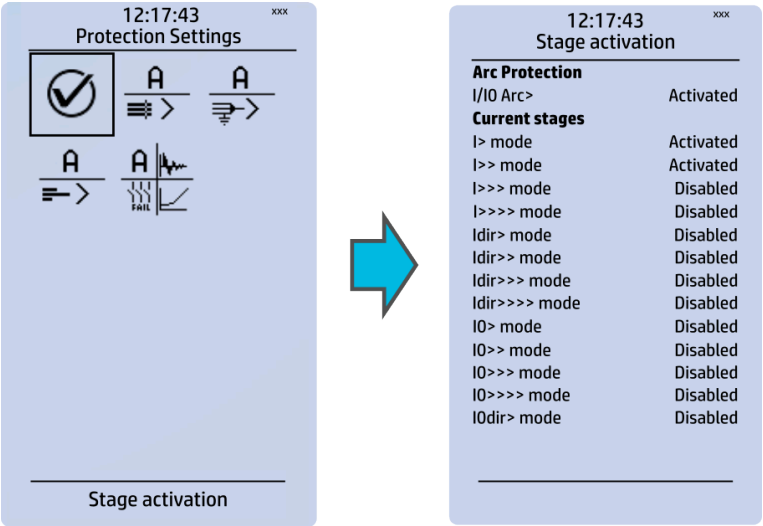 12:17:43 xxx
Protection Settings
A A
A A
FAIL
Stage activation
12:17:43 xxx
Stage activation
Arc Protection
I/I0 Arc> Activated
Current stages
I> mode Activated
I>> mode Activated
I>>> mode Disabled
I>>>> mode Disabled
Idir> mode Disabled
Idir>> mode Disabled
Idir>>> mode Disabled
Idir>>>> mode Disabled
I0> mode Disabled
I0>> mode Disabled
I0>>> mode Disabled
I0>>>> mode Disabled
I0dir> mode Disabled